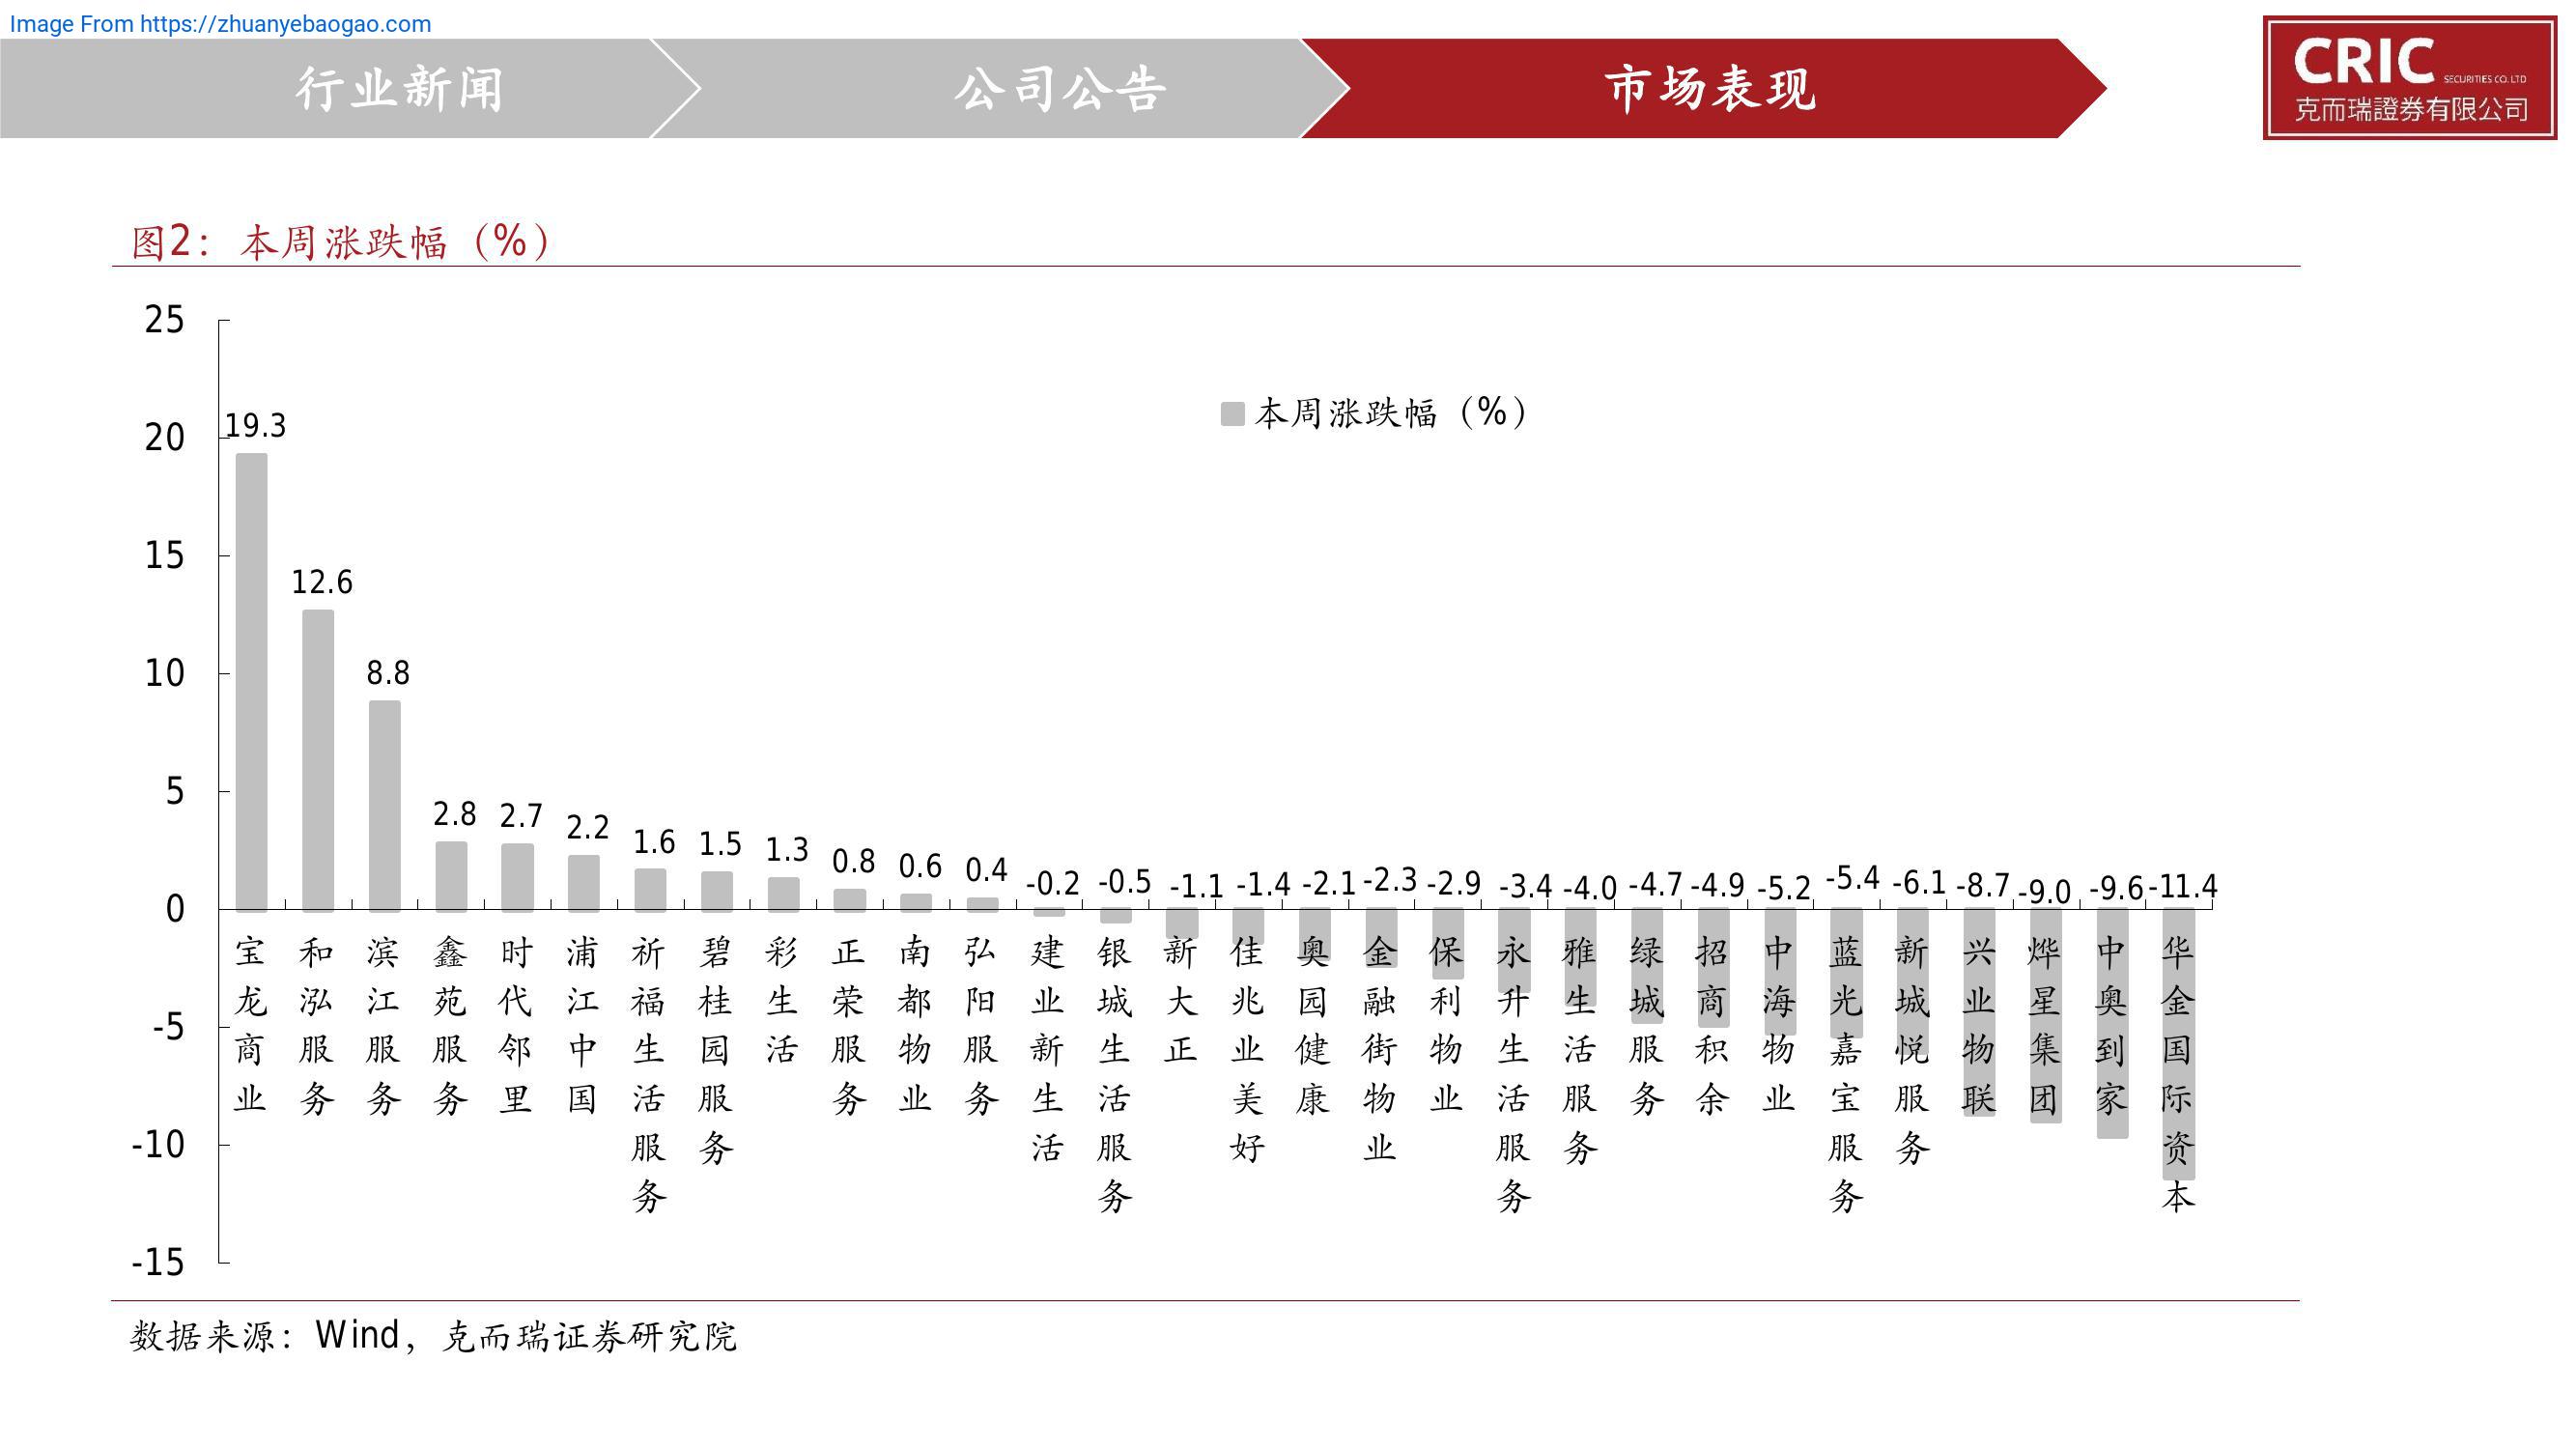 Image From https://zhuanyebaogao.com
行业新闻
公司公告
市场表现
CRIC SECURITIES CO. LTD
克而瑞證券有限公司
图2：本周涨跌幅（%）
本周涨跌幅（%）
25
20
15
10
5
0
-5
-10
-15
19.3
12.6
8.8
2.8
2.7
2.2
1.6
1.5
1.3
0.8
0.6
0.4
-0.2
-0.5
-1.1
-1.4
-2.1
-2.3
-2.9
-3.4
-4.0
-4.7
-4.9
-5.2
-5.4
-6.1
-8.7
-9.0
-9.6
-11.4
宝龙商业
和泓服务
滨江服务
鑫苑服务
时代邻里
浦江中国
祈福生活服务
碧桂园服务
彩生活
正荣服务
南都物业
弘阳服务
建业新生活
银城生活服务
新大正
佳兆业美好
奥园健康
金融街物业
保利物业
永升生活服务
雅生活服务
绿城服务
招商积余
中海物业
蓝光嘉宝服务
新城悦服务
兴业物联
烨星集团
中奥到家
华金国际资本
数据来源：Wind，克而瑞证券研究院